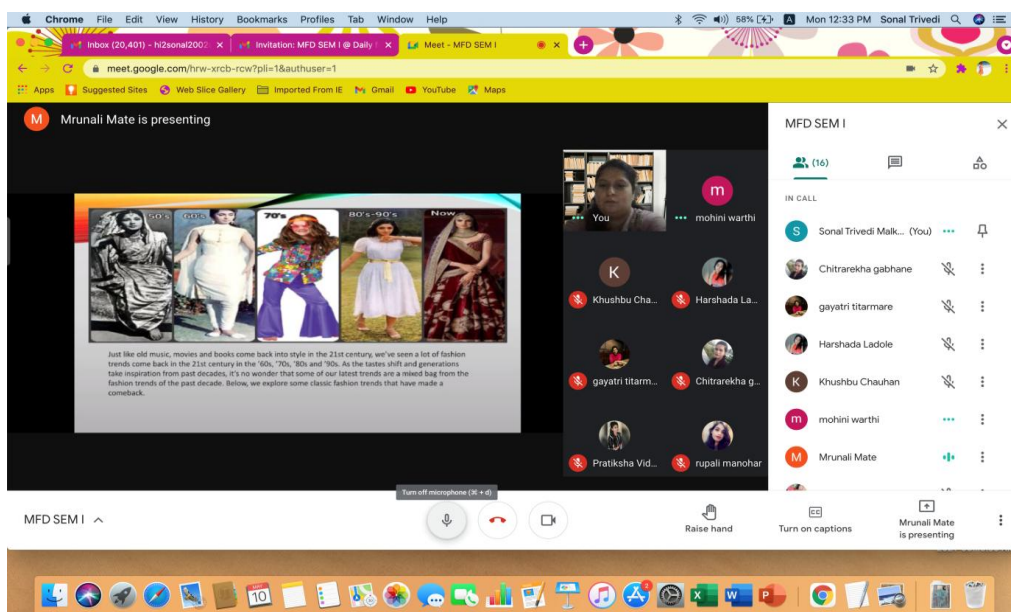 Chrome File Edit View History Bookmarks Profiles Tab Window Help
58% Mon 12:33 PM Sonal Trivedi
Inbox (20,401) - hi2sonal2002
Invitation: MFD SEM I @ Daily
Meet - MFD SEM I
meet.google.com/hrw-xrcb-rcw?pli=1&authuser=1
Apps Suggested Sites Web Slice Gallery Imported From IE Gmail YouTube Maps
M Mrunali Mate is presenting
50's 60's 70's 80's-90's Now
Just like old music, movies and books come back into style in the 21st century, we've seen a lot of fashion
trends come back in the 21st century in the '60s, '70s, '80s and '90s. As the tastes shift and generations
take inspiration from past decades, it's no wonder that some of our latest trends are a mixed bag from the
fashion trends of the past decade. Below, we explore some classic fashion trends that have made a
comeback.
You
m
mohini warthi
K
Khushbu Cha...
Harshada La...
gayatri titarm...
Chitrarekha g...
Pratiksha Vid...
rupali manohar
MFD SEM I
(16)
IN CALL
S Sonal Trivedi Malk... (You)
Chitrarekha gabhane
gayatri titarmare
Harshada Ladole
K Khushbu Chauhan
m mohini warthi
M Mrunali Mate
Turn off microphone (⌘ + d)
MFD SEM I
Raise hand
CC
Turn on captions
Mrunali Mate
is presenting
10
3
X W P